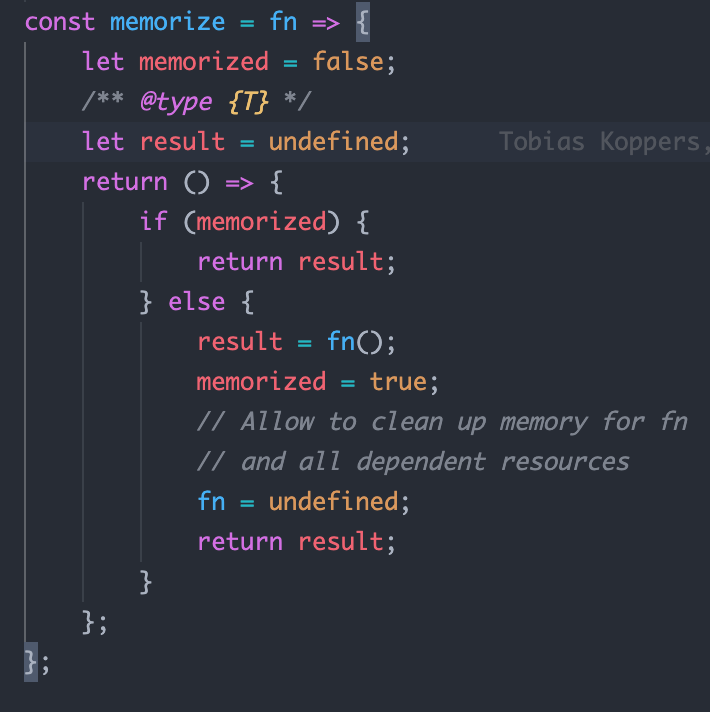 const memorize = fn => {
    let memorized = false;
    /** @type {T} */
    let result = undefined;        Tobias Koppers,
    return () => {
        if (memorized) {
            return result;
        } else {
            result = fn();
            memorized = true;
            // Allow to clean up memory for fn
            // and all dependent resources
            fn = undefined;
            return result;
        }
    };
};